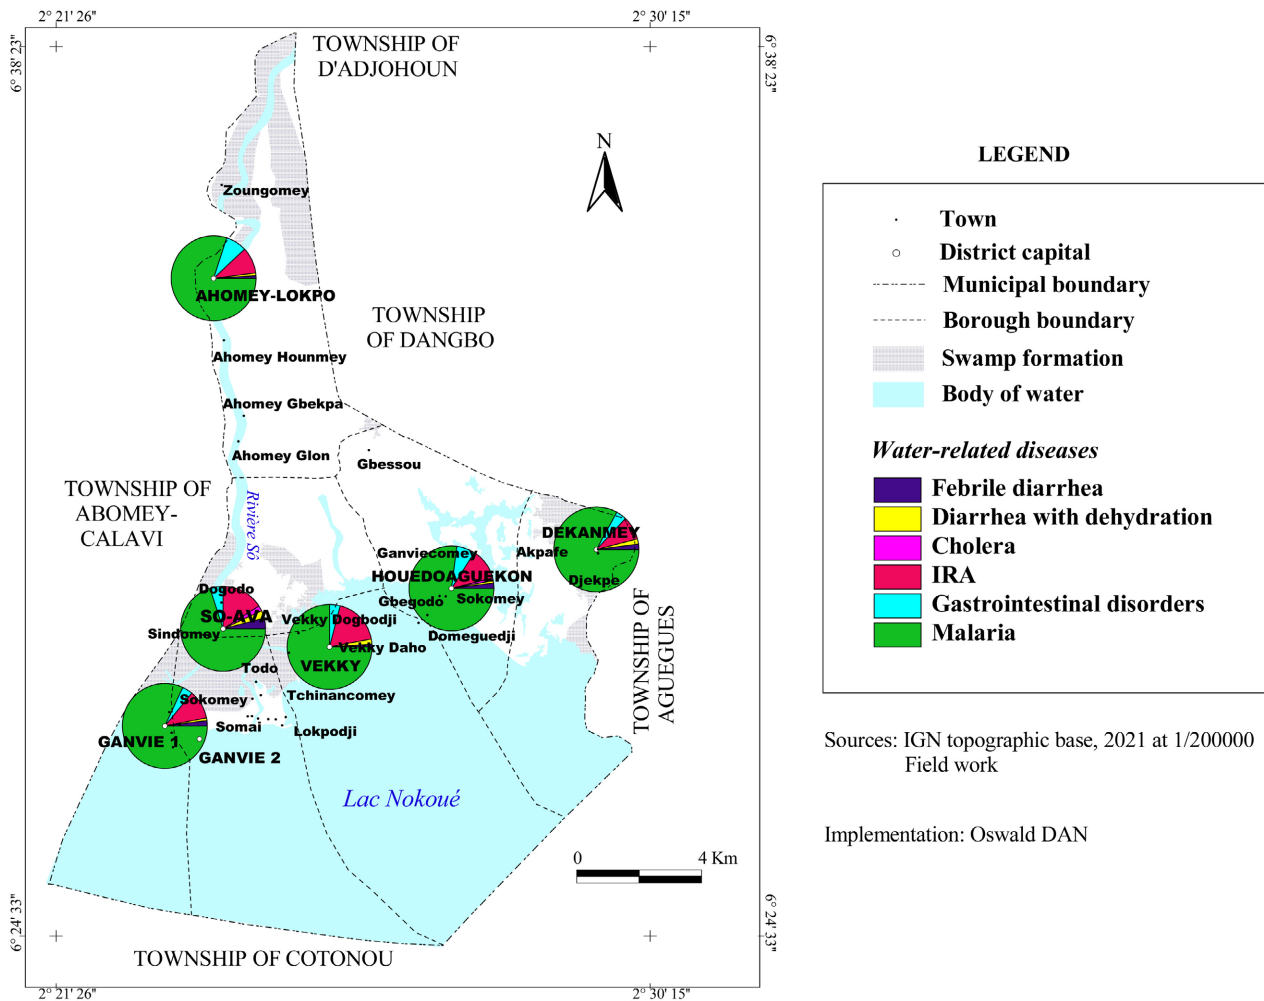 2° 21' 26"
2° 30' 15"
6° 38' 23"
6° 38' 23"
TOWNSHIP OF
D'ADJOHOUN
N
Zoungomey
AHOMEY-LOKPO
TOWNSHIP
OF DANGBO
Ahomey Hounmey
Ahomey Gbekpa
Ahomey Glon
Gbessou
TOWNSHIP OF
ABOMEY-
CALAVI
Rivière Sô
DEKANMEY
Ganviecomey
Akpafe
HOUEDOAGUEKON
Djekpe
Dogodo
Gbegodo
Sokomey
SO-AVA
Vekky Dogbodji
Sindomey
Domeguedji
Vekky Daho
VEKKY
Todo
TOWNSHIP OF
AGUEGUES
Sokomey
Tchinancomey
Somai
Lokpodji
GANVIE 1
GANVIE 2
Lac Nokoué
0 4 Km
TOWNSHIP OF COTONOU
6° 24' 33"
6° 24' 33"
2° 21' 26"
2° 30' 15"
LEGEND
Town
District capital
Municipal boundary
Borough boundary
Swamp formation
Body of water
Water-related diseases
Febrile diarrhea
Diarrhea with dehydration
Cholera
IRA
Gastrointestinal disorders
Malaria
Sources: IGN topographic base, 2021 at 1/200000
Field work
Implementation: Oswald DAN